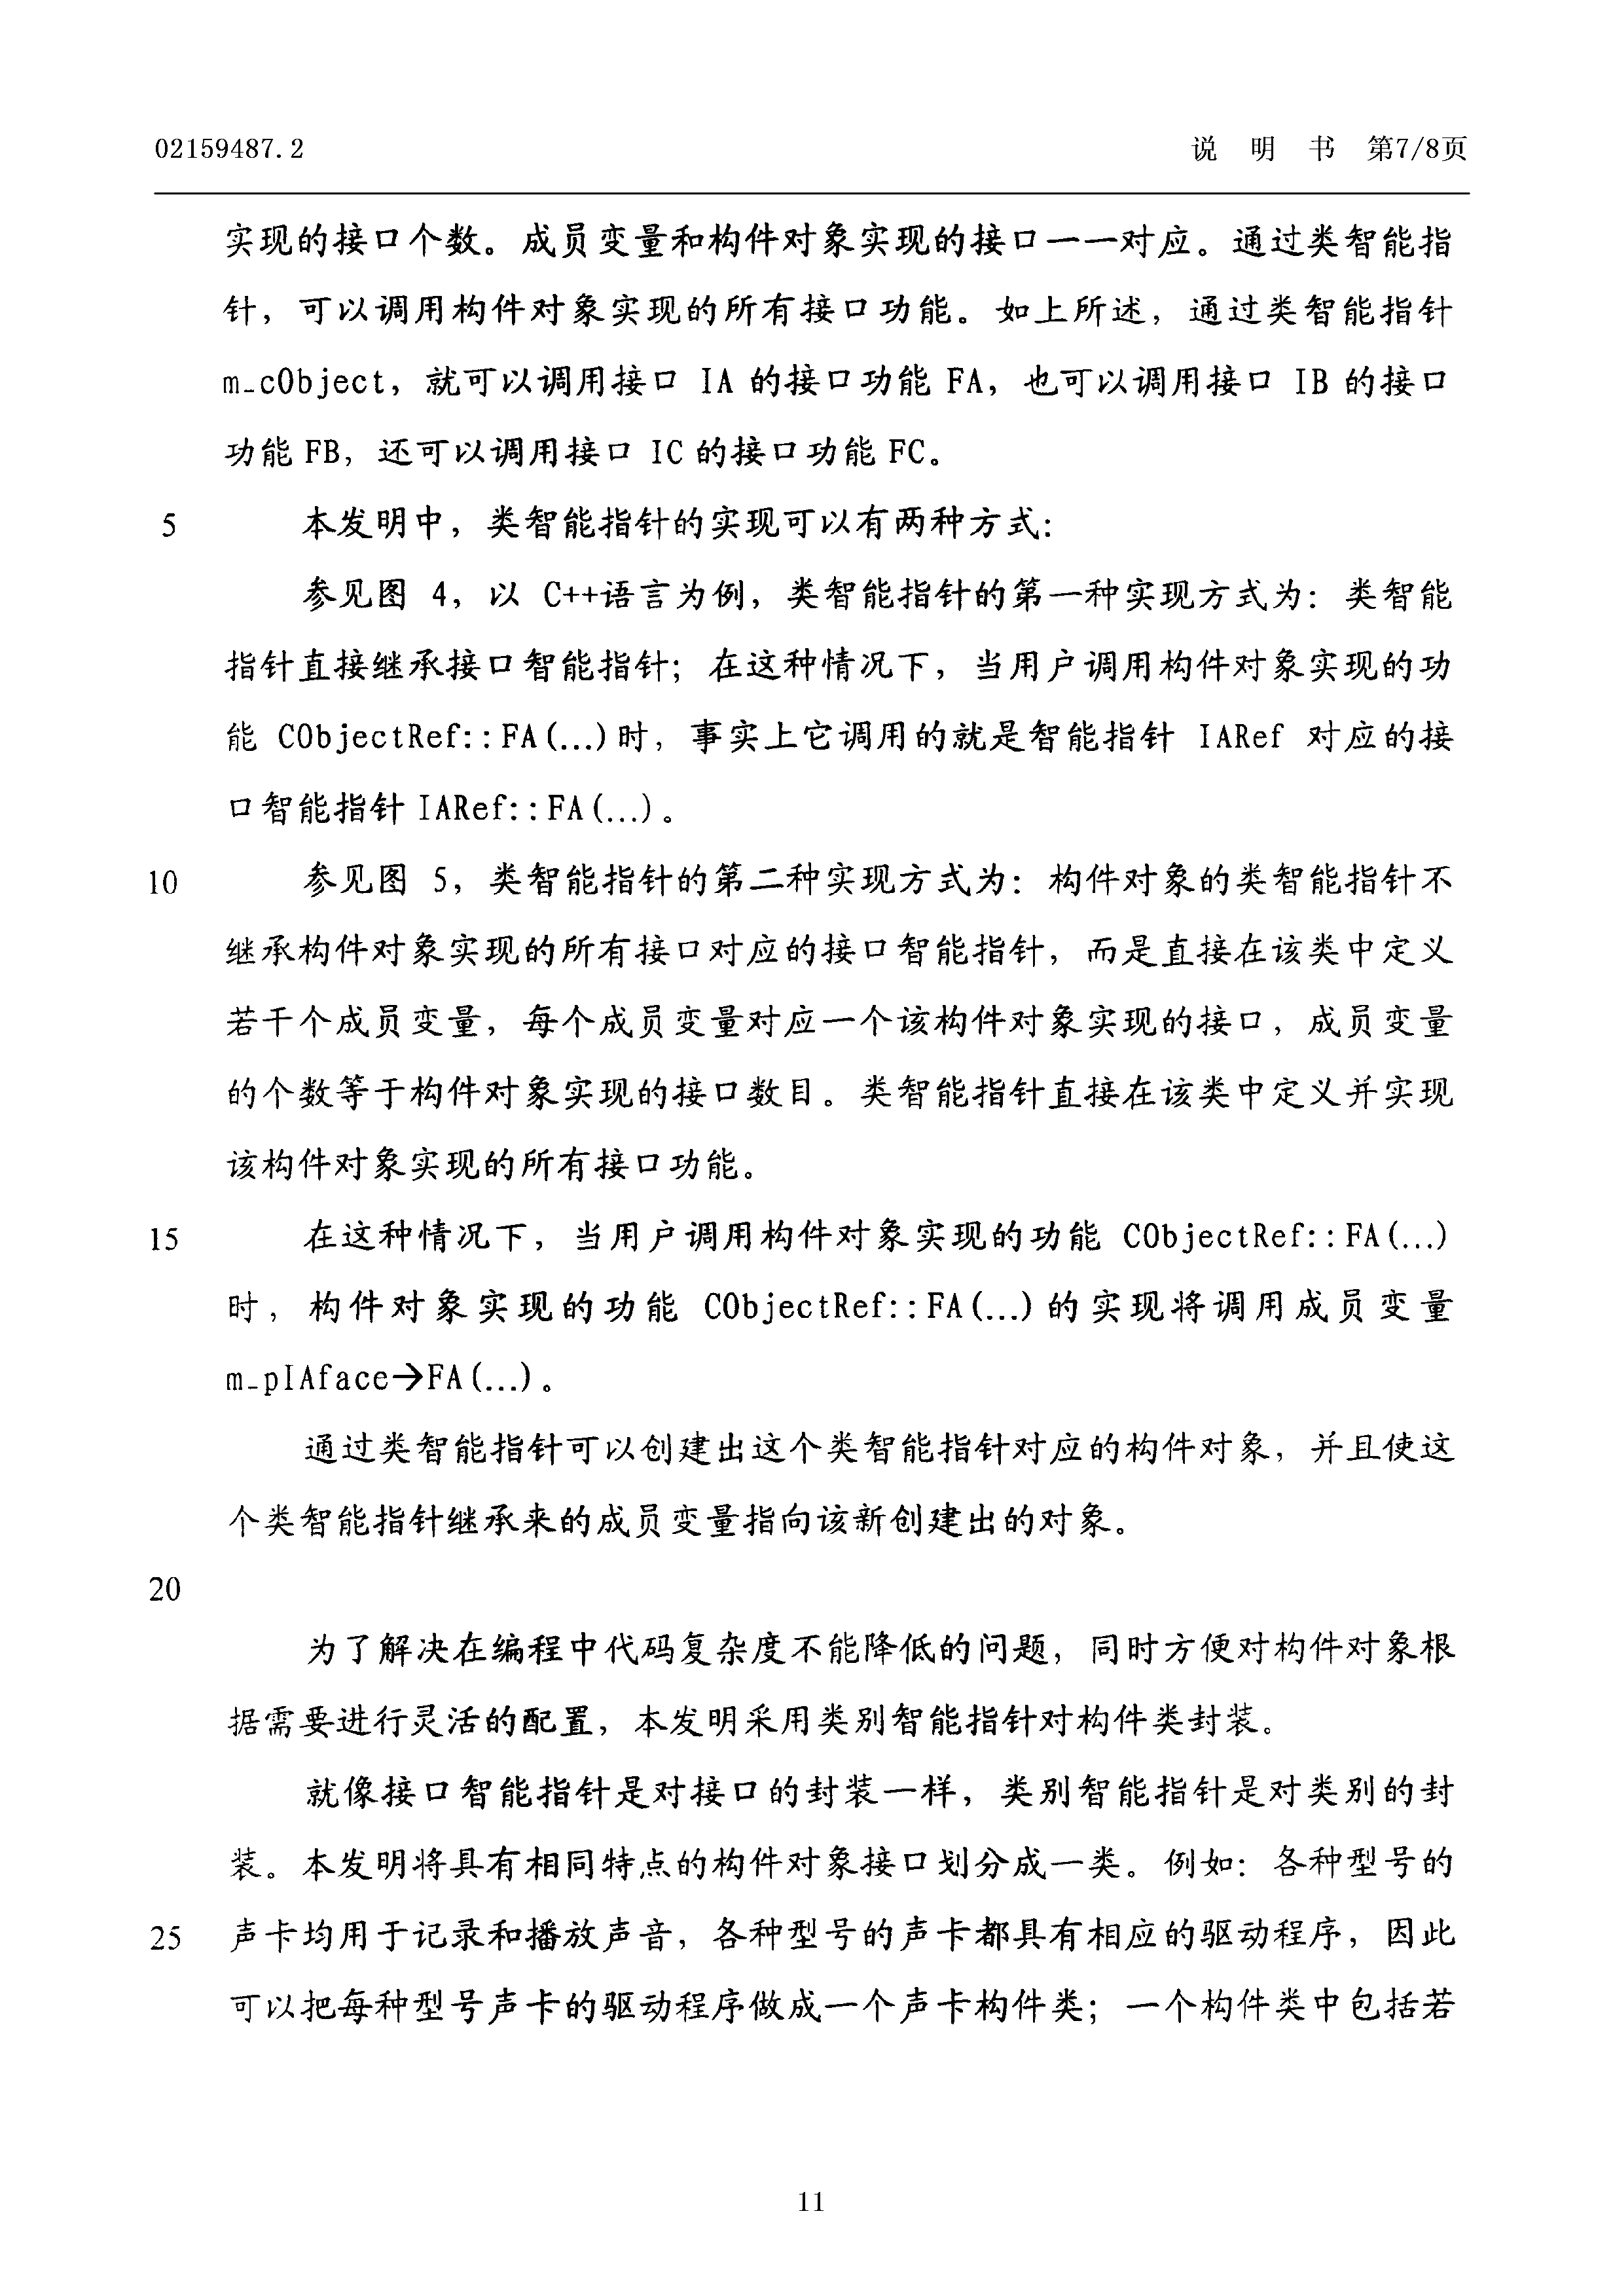 02159487.2 说 明 书 第7/8页
实现的接口个数。成员变量和构件对象实现的接口一一对应。通过类智能指
针，可以调用构件对象实现的所有接口功能。如上所述，通过类智能指针
m_cObject，就可以调用接口 IA 的接口功能 FA，也可以调用接口 IB 的接口
功能 FB，还可以调用接口 IC 的接口功能 FC。
5 本发明中，类智能指针的实现可以有两种方式：
参见图 4，以 C++语言为例，类智能指针的第一种实现方式为：类智能
指针直接继承接口智能指针；在这种情况下，当用户调用构件对象实现的功
能 CObjectRef::FA(...)时，事实上它调用的就是智能指针 IARef 对应的接
口智能指针 IARef::FA(...)。
10 参见图 5，类智能指针的第二种实现方式为：构件对象的类智能指针不
继承构件对象实现的所有接口对应的接口智能指针，而是直接在该类中定义
若干个成员变量，每个成员变量对应一个该构件对象实现的接口，成员变量
的个数等于构件对象实现的接口数目。类智能指针直接在该类中定义并实现
该构件对象实现的所有接口功能。
15 在这种情况下，当用户调用构件对象实现的功能 CObjectRef::FA(...)
时，构件对象实现的功能 CObjectRef::FA(...)的实现将调用成员变量
m_pIAface→FA(...)。
通过类智能指针可以创建出这个类智能指针对应的构件对象，并且使这
个类智能指针继承来的成员变量指向该新创建出的对象。
20
为了解决在编程中代码复杂度不能降低的问题，同时方便对构件对象根
据需要进行灵活的配置，本发明采用类别智能指针对构件类封装。
就像接口智能指针是对接口的封装一样，类别智能指针是对类别的封
装。本发明将具有相同特点的构件对象接口划分成一类。例如：各种型号的
25 声卡均用于记录和播放声音，各种型号的声卡都具有相应的驱动程序，因此
可以把每种型号声卡的驱动程序做成一个声卡构件类；一个构件类中包括若
11